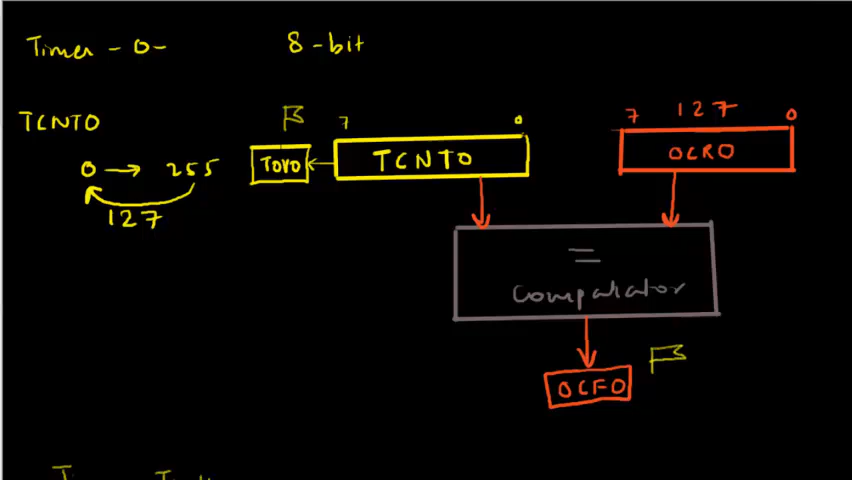 Timer - 0 - 8-bit
TCNT0
7 0
7 127 0
0 → 255
TOV0
TCNT0
OCR0
127
=
Comparator
OCF0